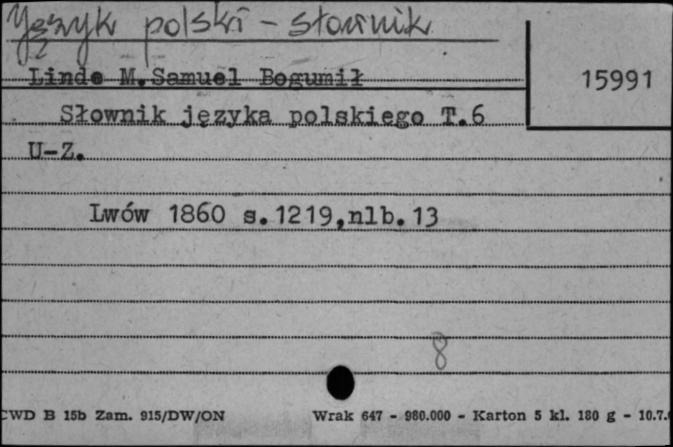 Język polski - słownik
Linde M.Samuel Bogumił
15991
Słownik języka polskiego T.6
U-Z.
Lwów 1860 s.1219,nlb.13
8
CWD B 15b Zam. 915/DW/ON Wrak 647 - 980.000 - Karton 5 kl. 180 g - 10.7.